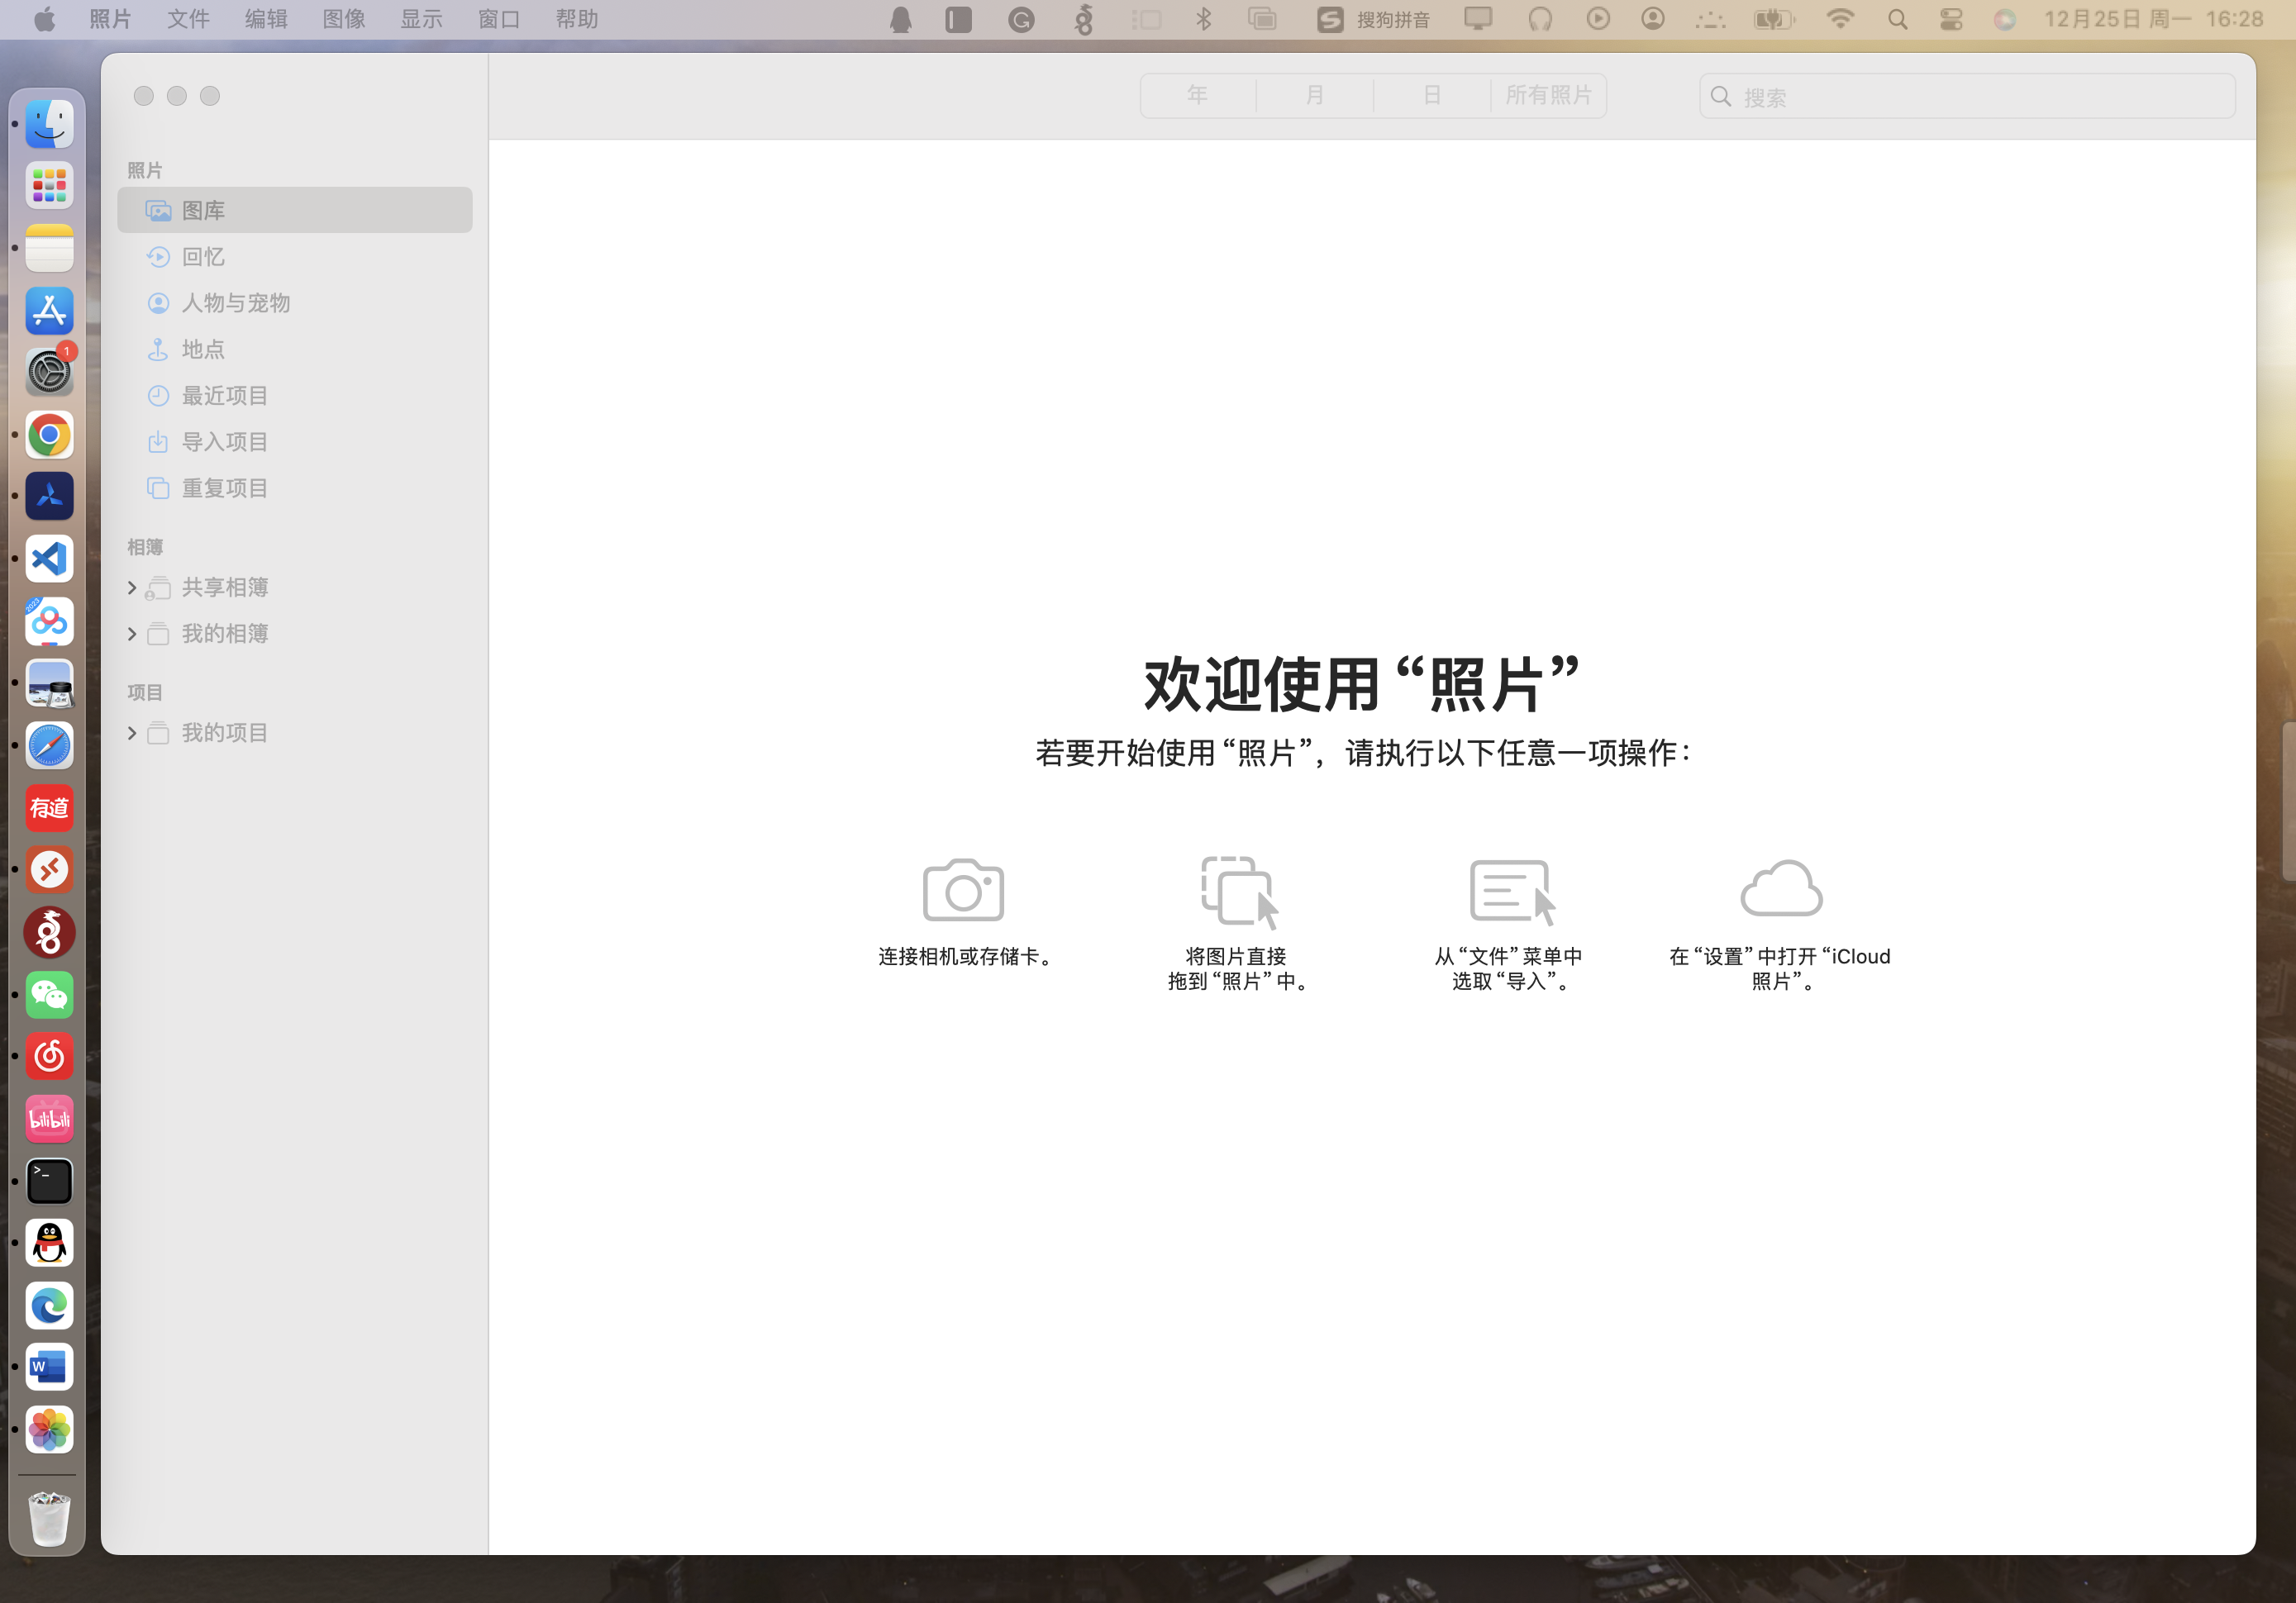 照片 文件 编辑 图像 显示 窗口 帮助 搜狗拼音 12月25日 周一 16:28
年 月 日 所有照片
搜索
照片
图库
回忆
人物与宠物
地点
最近项目
导入项目
重复项目
相簿
共享相簿
我的相簿
项目
我的项目
欢迎使用“照片”
若要开始使用“照片”，请执行以下任意一项操作：
连接相机或存储卡。
将图片直接
拖到“照片”中。
从“文件”菜单中
选取“导入”。
在“设置”中打开“iCloud
照片”。
1
2023
有道
bilibili
>_
W